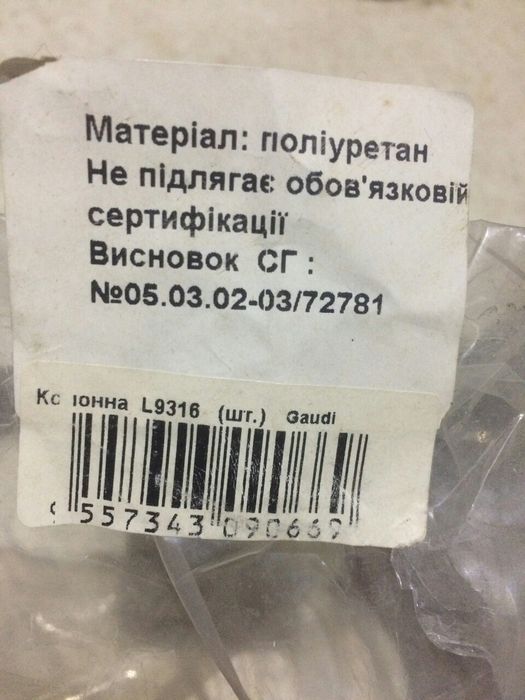 Матеріал: поліуретан
Не підлягає обов'язковій
сертифікації
Висновок СГ :
№05.03.02-03/72781
L9316 (шт.) Gaudi
557343 090669